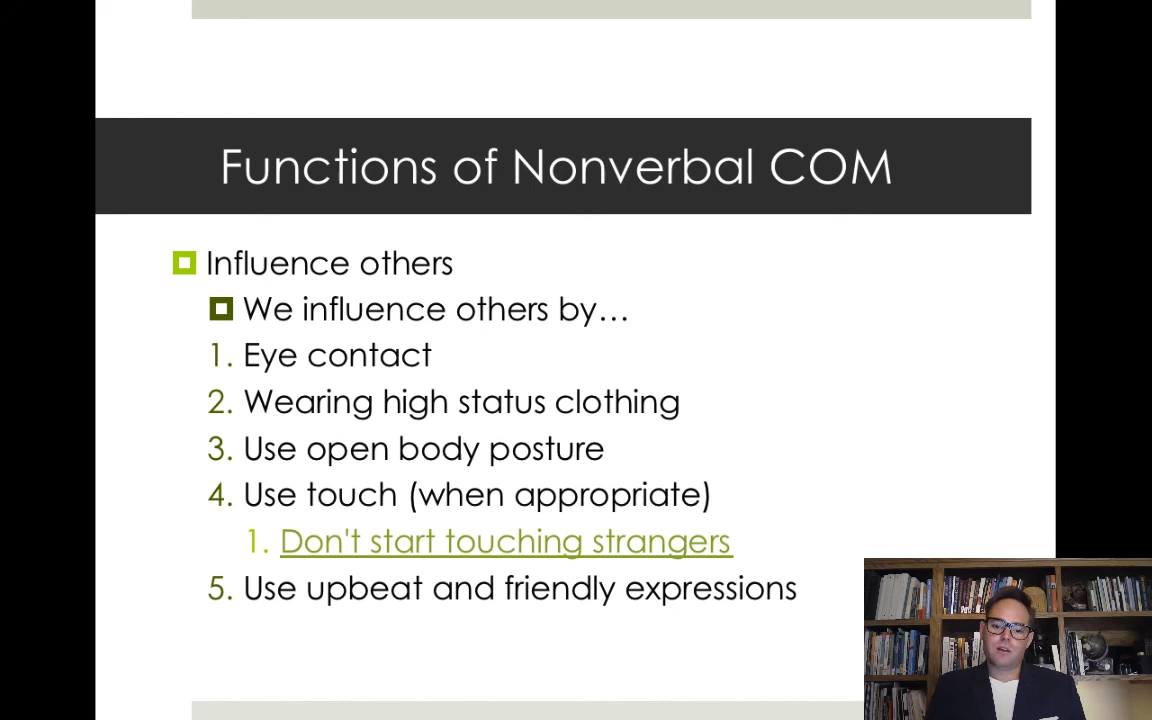 Functions of Nonverbal COM
Influence others
We influence others by…
1. Eye contact
2. Wearing high status clothing
3. Use open body posture
4. Use touch (when appropriate)
1. Don't start touching strangers
5. Use upbeat and friendly expressions